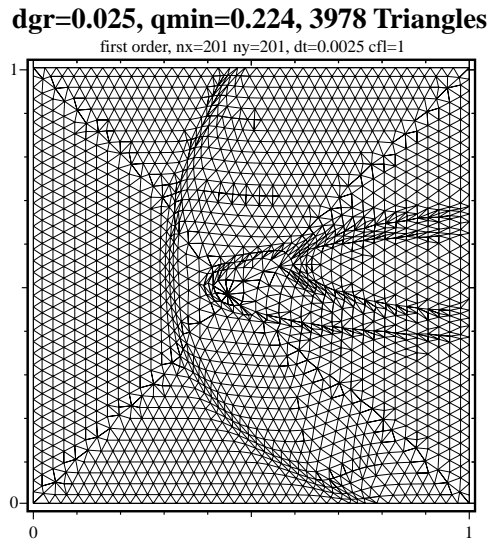 dgr=0.025, qmin=0.224, 3978 Triangles
first order, nx=201 ny=201, dt=0.0025 cfl=1
1
0
0 1